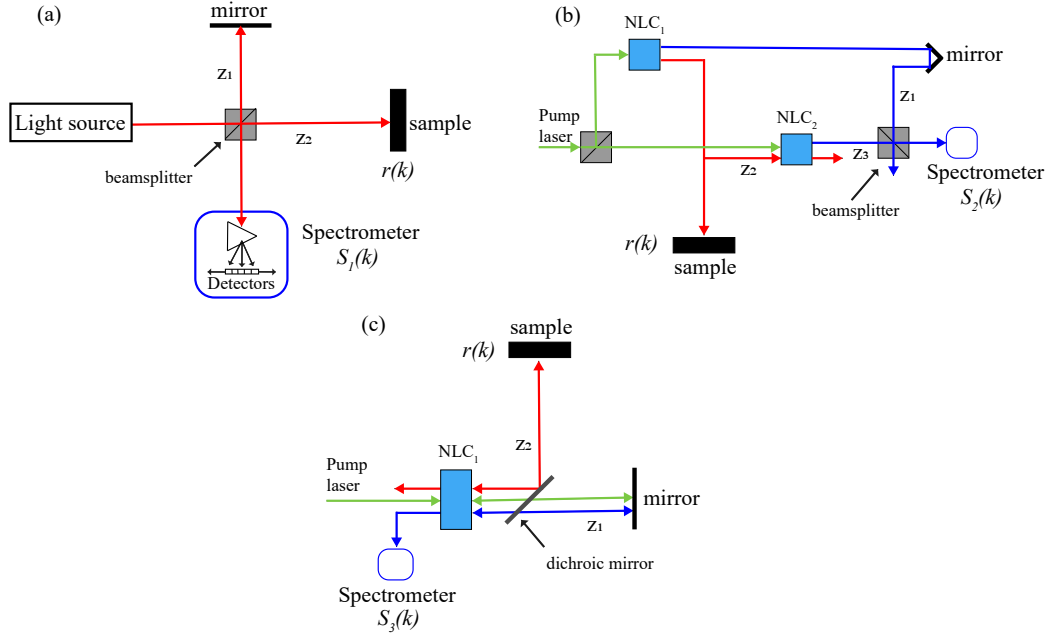 (a)
mirror
z₁
Light source
z₂
sample
r(k)
beamsplitter
Spectrometer
S₁(k)
Detectors
(b)
NLC₁
mirror
z₁
Pump
laser
NLC₂
z₂
z₃
Spectrometer
S₂(k)
beamsplitter
r(k)
sample
(c)
sample
r(k)
z₂
NLC₁
Pump
laser
mirror
z₁
dichroic mirror
Spectrometer
S₃(k)